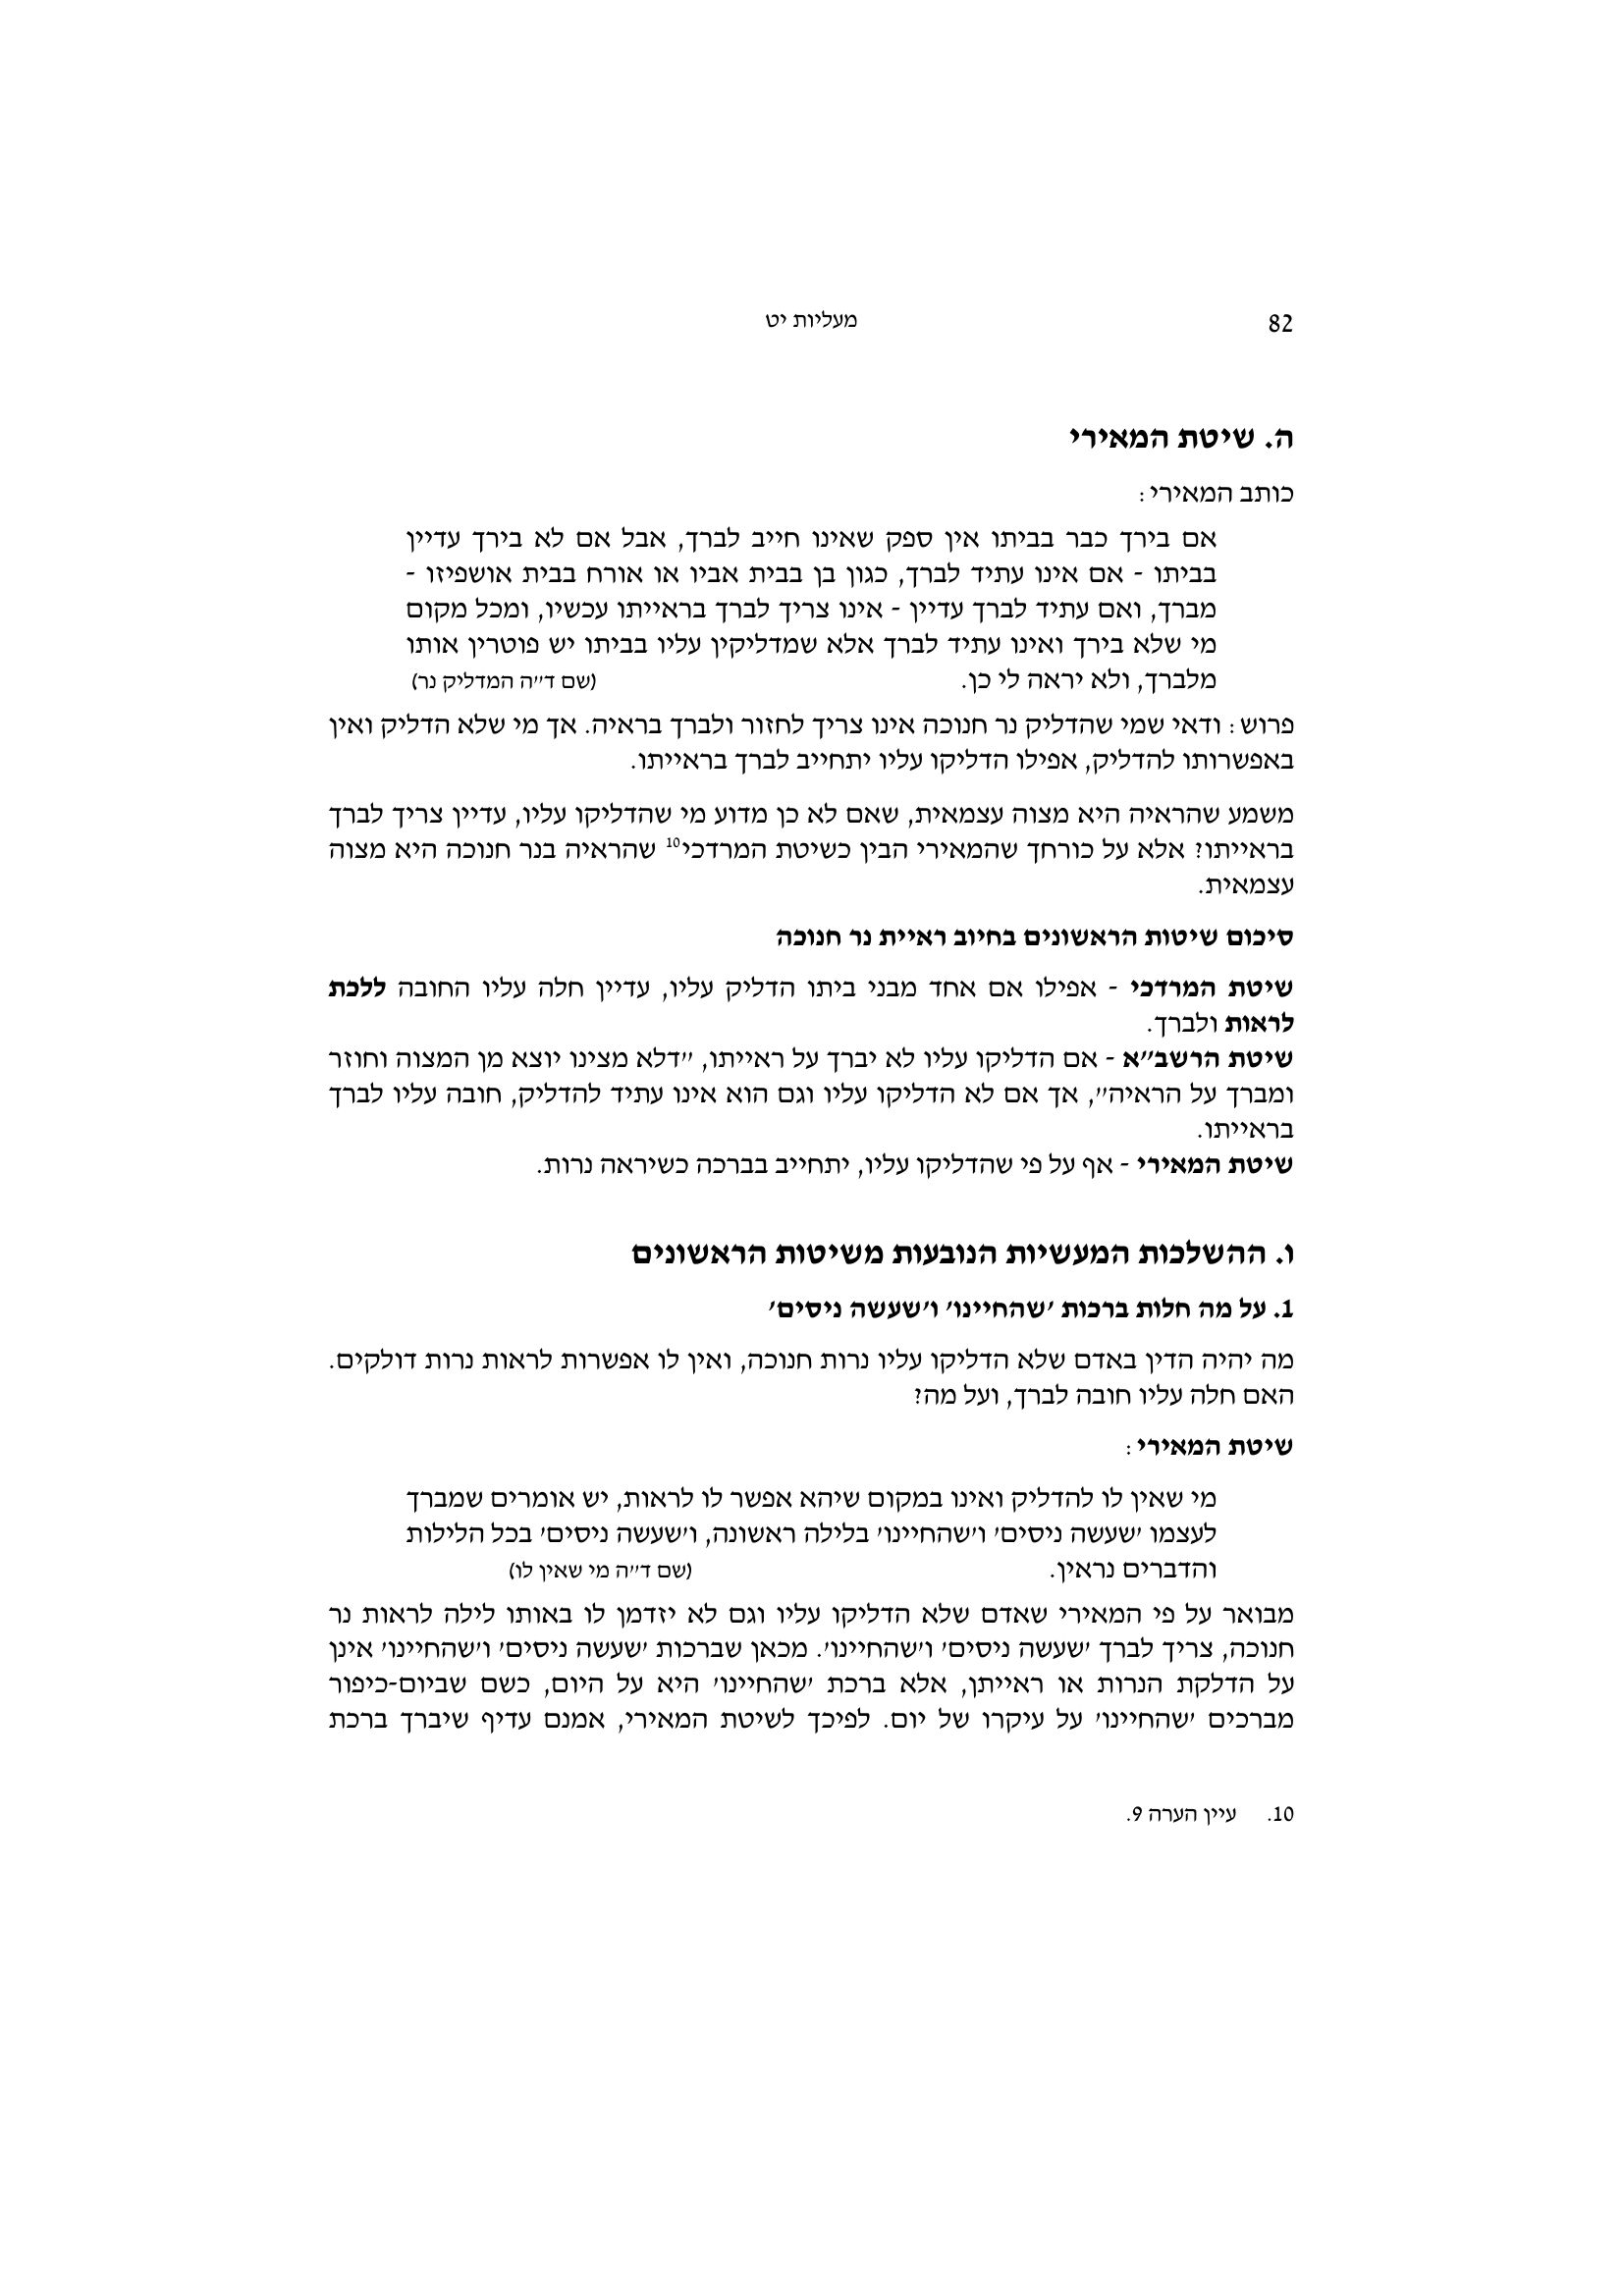 82
מעליות יט
ה. שיטת המאירי
כותב המאירי:
אם בירך כבר בביתו אין ספק שאינו חייב לברך, אבל אם לא בירך עדיין
בביתו - אם אינו עתיד לברך, כגון בן בבית אביו או אורח בבית אושפיזו -
מברך, ואם עתיד לברך עדיין - אינו צריך לברך בראייתו עכשיו, ומכל מקום
מי שלא בירך ואינו עתיד לברך אלא שמדליקין עליו בביתו יש פוטרין אותו
מלברך, ולא יראה לי כן. (שם ד״ה המדליק נר)
פרוש: ודאי שמי שהדליק נר חנוכה אינו צריך לחזור ולברך בראיה. אך מי שלא הדליק ואין
באפשרותו להדליק, אפילו הדליקו עליו יתחייב לברך בראייתו.
משמע שהראיה היא מצוה עצמאית, שאם לא כן מדוע מי שהדליקו עליו, עדיין צריך לברך
בראייתו? אלא על כורחך שהמאירי הבין כשיטת המרדכי10 שהראיה בנר חנוכה היא מצוה
עצמאית.
סיכום שיטות הראשונים בחיוב ראיית נר חנוכה
שיטת המרדכי - אפילו אם אחד מבני ביתו הדליק עליו, עדיין חלה עליו החובה ללכת
לראות ולברך.
שיטת הרשב״א - אם הדליקו עליו לא יברך על ראייתו, ״דלא מצינו יוצא מן המצוה וחוזר
ומברך על הראיה״, אך אם לא הדליקו עליו וגם הוא אינו עתיד להדליק, חובה עליו לברך
בראייתו.
שיטת המאירי - אף על פי שהדליקו עליו, יתחייב בברכה כשיראה נרות.
ו. ההשלכות המעשיות הנובעות משיטות הראשונים
1. על מה חלות ברכות ׳שהחיינו׳ ו׳שעשה ניסים׳
מה יהיה הדין באדם שלא הדליקו עליו נרות חנוכה, ואין לו אפשרות לראות נרות דולקים.
האם חלה עליו חובה לברך, ועל מה?
שיטת המאירי:
מי שאין לו להדליק ואינו במקום שיהא אפשר לו לראות, יש אומרים שמברך
לעצמו ׳שעשה ניסים׳ ו׳שהחיינו׳ בלילה ראשונה, ו׳שעשה ניסים׳ בכל הלילות
והדברים נראין. (שם ד״ה מי שאין לו)
מבואר על פי המאירי שאדם שלא הדליקו עליו וגם לא יזדמן לו באותו לילה לראות נר
חנוכה, צריך לברך ׳שעשה ניסים׳ ו׳שהחיינו׳. מכאן שברכות ׳שעשה ניסים׳ ו׳שהחיינו׳ אינן
על הדלקת הנרות או ראייתן, אלא ברכת ׳שהחיינו׳ היא על היום, כשם שביום-כיפור
מברכים ׳שהחיינו׳ על עיקרו של יום. לפיכך לשיטת המאירי, אמנם עדיף שיברך ברכת
10. עיין הערה 9.